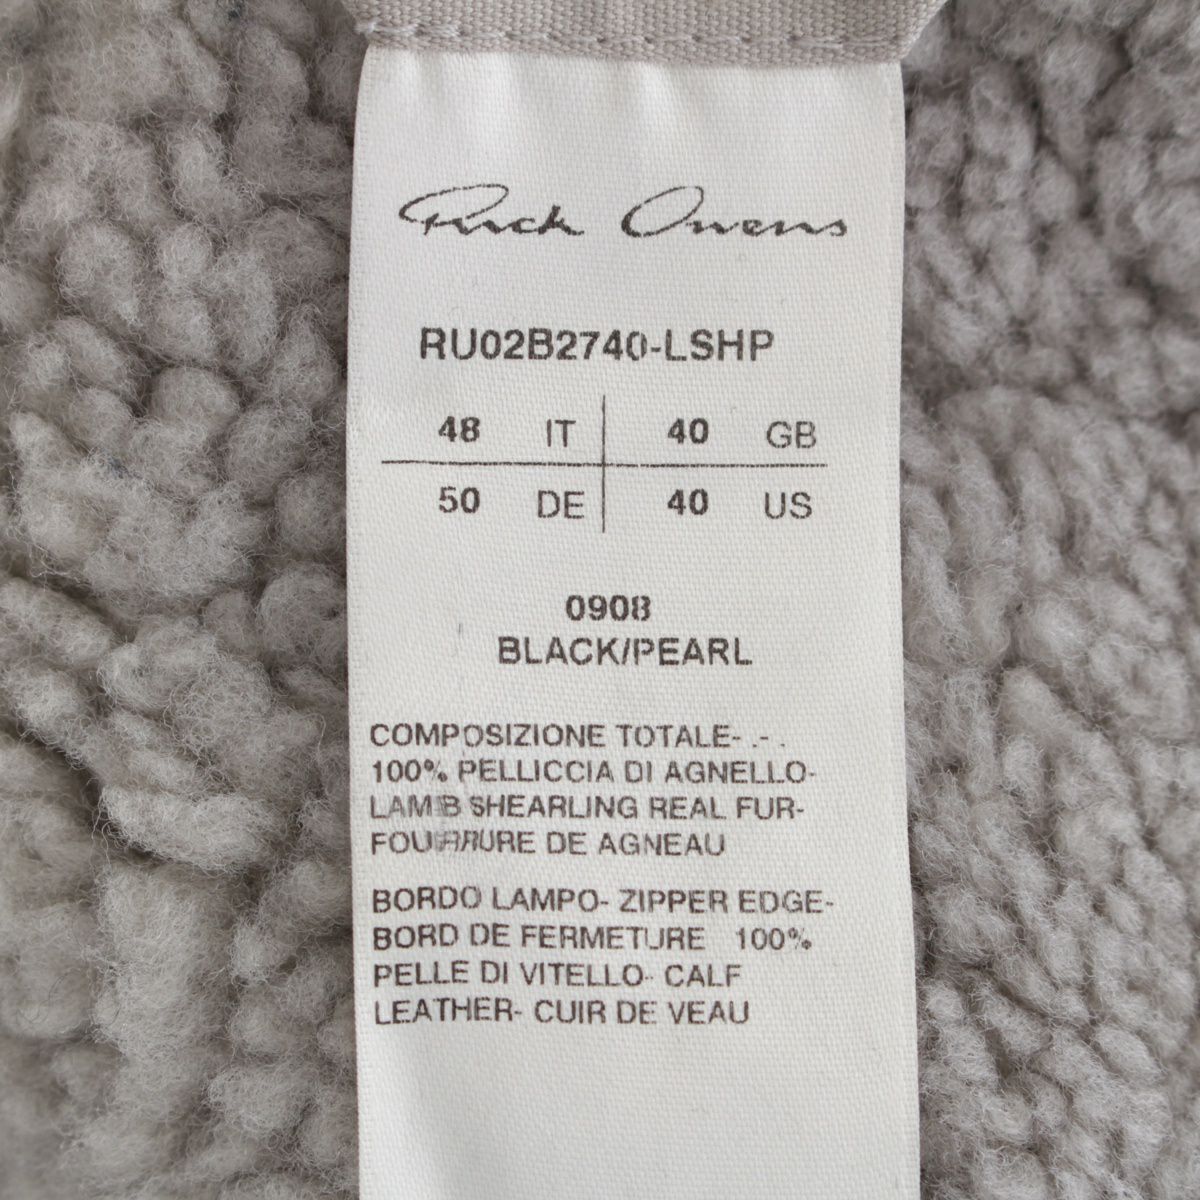 Rick Owens
RU02B2740-LSHP
48 IT 40 GB
50 DE 40 US
0908
BLACK/PEARL
COMPOSIZIONE TOTALE- .- .
100% PELLICCIA DI AGNELLO-
LAMB SHEARLING REAL FUR-
FOURRURE DE AGNEAU
BORDO LAMPO- ZIPPER EDGE-
BORD DE FERMETURE 100%
PELLE DI VITELLO- CALF
LEATHER- CUIR DE VEAU